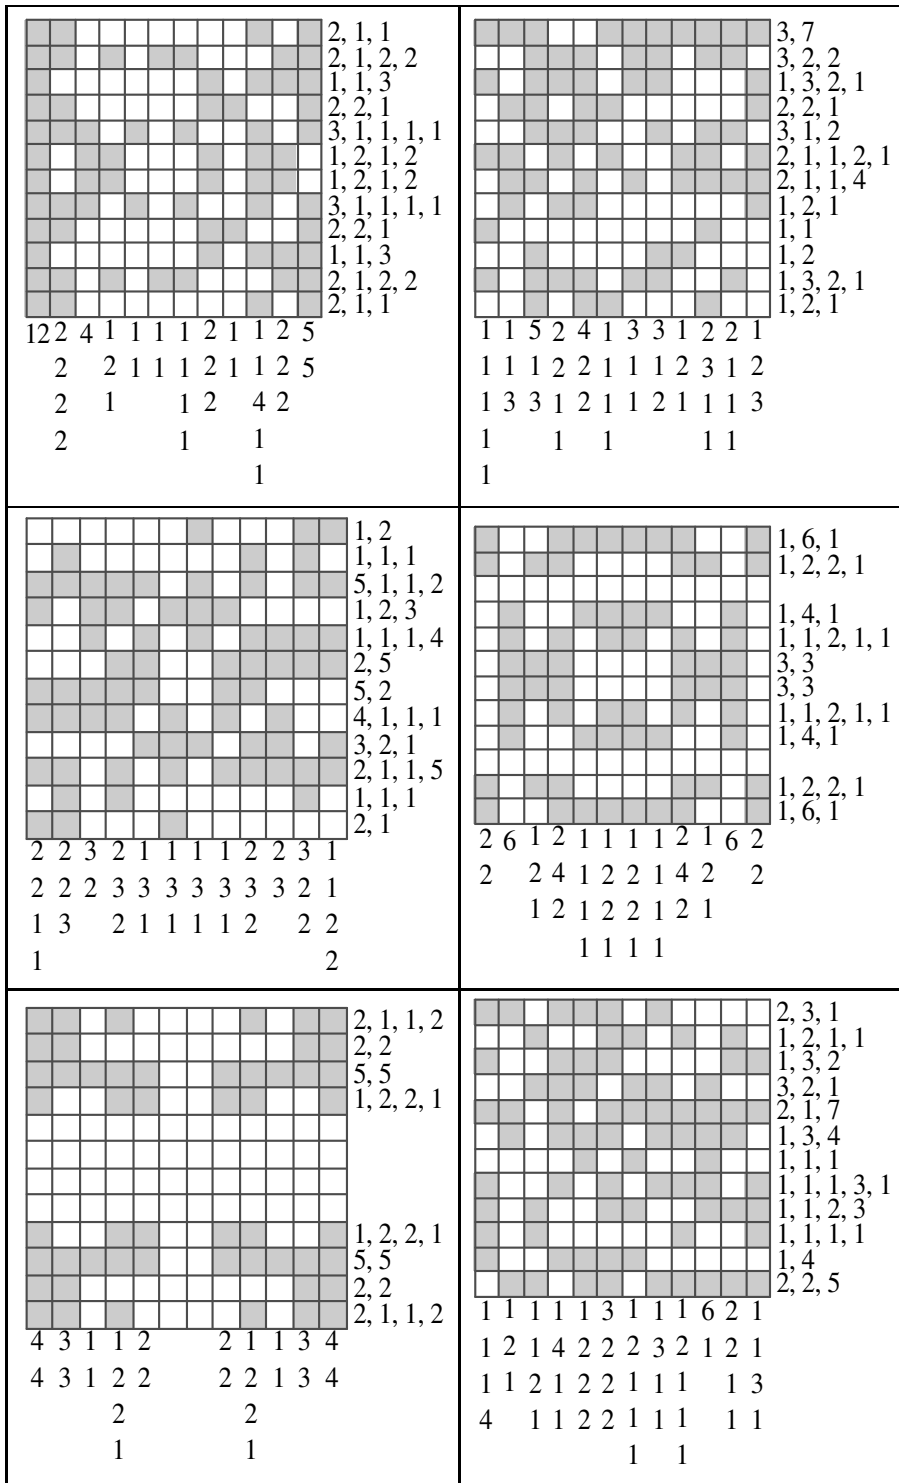 2, 1, 1
2, 1, 2, 2
1, 1, 3
2, 2, 1
3, 1, 1, 1, 1
1, 2, 1, 2
1, 2, 1, 2
3, 1, 1, 1, 1
2, 2, 1
1, 1, 3
2, 1, 2, 2
2, 1, 1
12 2 4 1 1 1 1 2 1 1 2 5
2 2 1 1 1 2 1 1 2 5
2 1 1 2 4 2
2 1 1
1
3, 7
3, 2, 2
1, 3, 2, 1
2, 2, 1
3, 1, 2
2, 1, 1, 2, 1
2, 1, 1, 4
1, 2, 1
1, 1
1, 2
1, 3, 2, 1
1, 2, 1
1 1 5 2 4 1 3 3 1 2 2 1
1 1 1 2 2 1 1 1 2 3 1 2
1 3 3 1 2 1 1 2 1 1 1 3
1 1 1 1 1
1
1, 2
1, 1, 1
5, 1, 1, 2
1, 2, 3
1, 1, 1, 4
2, 5
5, 2
4, 1, 1, 1
3, 2, 1
2, 1, 1, 5
1, 1, 1
2, 1
2 2 3 2 1 1 1 1 2 2 3 1
2 2 2 3 3 3 3 3 3 3 2 1
1 3 2 1 1 1 1 2 2 2
1 2
1, 6, 1
1, 2, 2, 1
1, 4, 1
1, 1, 2, 1, 1
3, 3
3, 3
1, 1, 2, 1, 1
1, 4, 1
1, 2, 2, 1
1, 6, 1
2 6 1 2 1 1 1 1 2 1 6 2
2 2 4 1 2 2 1 4 2 2
1 2 1 2 2 1 2 1
1 1 1 1
2, 1, 1, 2
2, 2
5, 5
1, 2, 2, 1
1, 2, 2, 1
5, 5
2, 2
2, 1, 1, 2
4 3 1 1 2 2 1 1 3 4
4 3 1 2 2 2 2 1 3 4
2 2
1 1
2, 3, 1
1, 2, 1, 1
1, 3, 2
3, 2, 1
2, 1, 7
1, 3, 4
1, 1, 1
1, 1, 1, 3, 1
1, 1, 2, 3
1, 1, 1, 1
1, 4
2, 2, 5
1 1 1 1 1 3 1 1 1 6 2 1
1 2 1 4 2 2 2 3 2 1 2 1
1 1 2 1 2 2 1 1 1 1 3
4 1 1 2 2 1 1 1 1 1
1 1